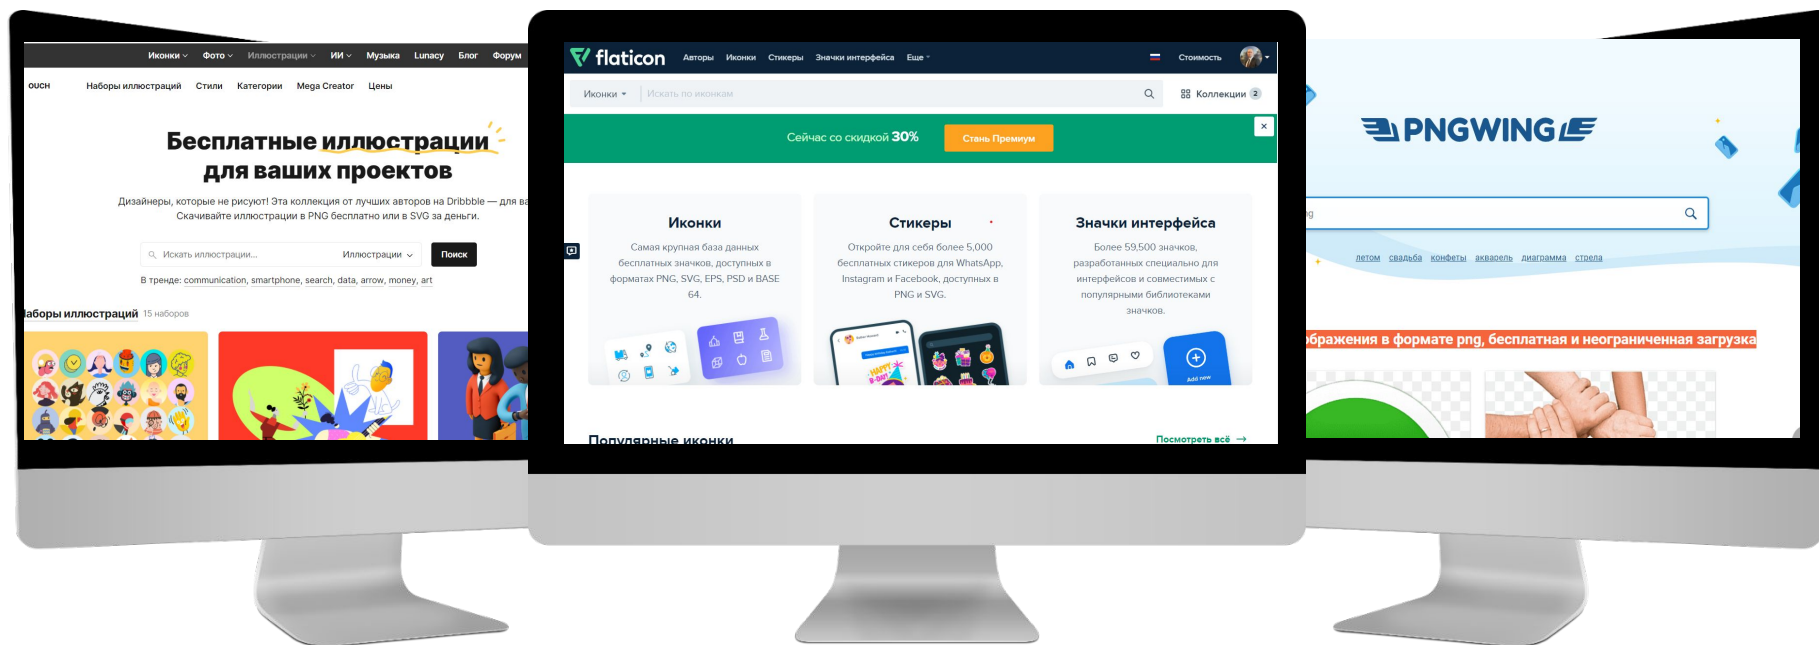 Иконки Фото Иллюстрации ИИ Музыка Lunacy Блог Форум
OUCH Наборы иллюстраций Стили Категории Mega Creator Цены
Бесплатные иллюстрации
для ваших проектов
Дизайнеры, которые не рисуют! Эта коллекция от лучших авторов на Dribbble — для ва
Скачивайте иллюстрации в PNG бесплатно или в SVG за деньги.
Искать иллюстрации... Иллюстрации Поиск
В тренде: communication, smartphone, search, data, arrow, money, art
Наборы иллюстраций 15 наборов
flaticon Авторы Иконки Стикеры Значки интерфейса Еще Стоимость
Иконки Искать по иконкам Коллекции 2
Сейчас со скидкой 30% Стань Премиум
Иконки
Самая крупная база данных
бесплатных значков, доступных в
форматах PNG, SVG, EPS, PSD и BASE
64.
Стикеры
Откройте для себя более 5,000
бесплатных стикеров для WhatsApp,
Instagram и Facebook, доступных в
PNG и SVG.
HAPPY
B-DAY!
Значки интерфейса
Более 59,500 значков,
разработанных специально для
интерфейсов и совместимых с
популярными библиотеками
значков.
Add new
Популярные иконки Посмотреть всё →
PNGWING
ng
летом свадьба конфеты акварель диаграмма стрела
ображения в формате png, бесплатная и неограниченная загрузка